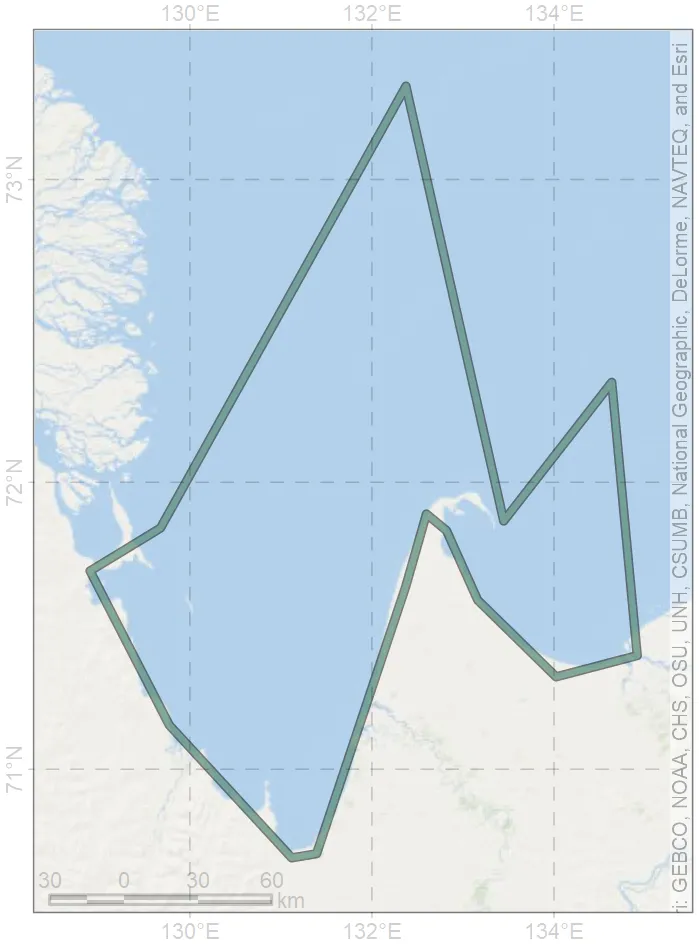 130°E 132°E 134°E
73°N
72°N
71°N
ri: GEBCO, NOAA, CHS, OSU, UNH, CSUMB, National Geographic, DeLorme, NAVTEQ, and Esri
30 0 30 60
km
130°E 132°E 134°E